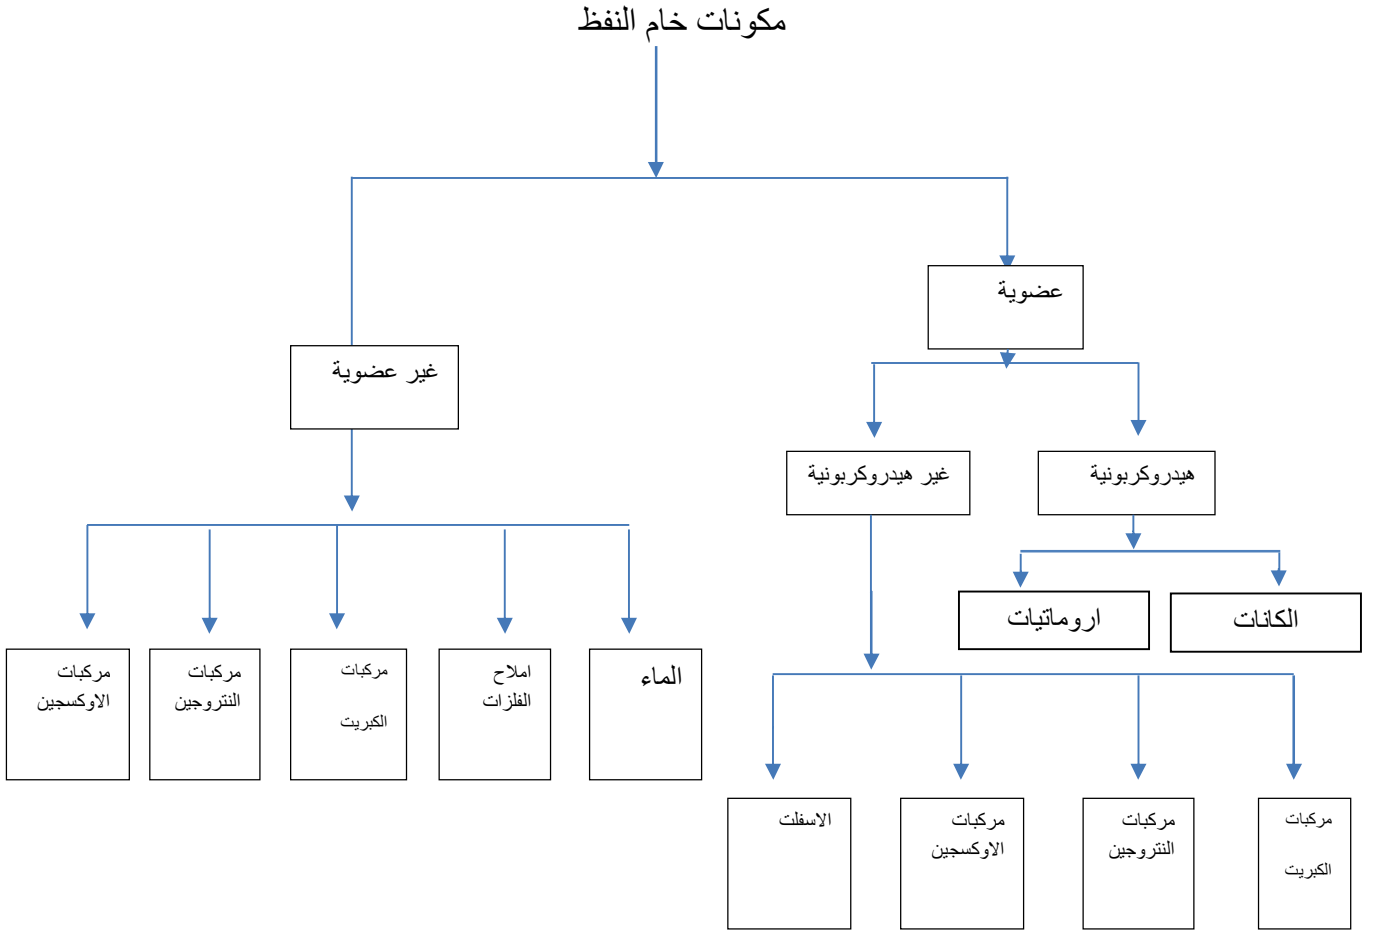 مكونات خام النفظ
عضوية
غير عضوية
هيدروكربونية
غير هيدروكربونية
الكانات
اروماتيات
الماء
املاح
الفلزات
مركبات
الكبريت
مركبات
النتروجين
مركبات
الاوكسجين
مركبات
الكبريت
مركبات
النتروجين
مركبات
الاوكسجين
الاسفلت